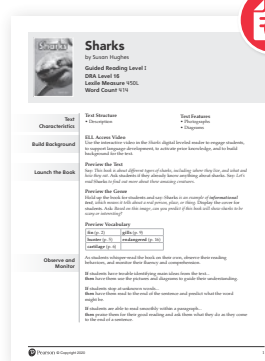 Sharks
by Susan Hughes
Guided Reading Level I
DRA Level 16
Lexile Measure 450L
Word Count 414
Text
Characteristics
Text Structure
• Description
Text Features
• Photographs
• Diagrams
Build Background
ELL Access Video
Use the interactive video in the Sharks digital leveled reader to engage students,
to support language development, to activate prior knowledge, and to build
background for the text.
Launch the Book
Preview the Text
Say: This book is about different types of sharks, including where they live, and what and
how they eat. Ask students if they already know anything about sharks. Say: Let's
read Sharks to find out more about these amazing creatures.
Preview the Genre
Hold up the book for students and say: Sharks is an example of informational
text, which means it tells about a real person, place, or thing. Display the cover for
students. Ask: Based on this image, can you predict if this book will show sharks to be
scary or interesting?
Preview Vocabulary
fin (p. 2)
gills (p. 9)
hunter (p. 5)
endangered (p. 16)
cartilage (p. 6)
Observe and
Monitor
As students whisper-read the book on their own, observe their reading
behaviors, and monitor their fluency and comprehension.
If students have trouble identifying main ideas from the text...
then have them use the pictures and diagrams to guide their understanding.
If students stop at unknown words...
then have them read to the end of the sentence and predict what the word
might be.
If students are able to read smoothly within a paragraph...
then praise them for their good reading and ask them what they do as they come
to the end of a sentence.
Pearson © Copyright 2020